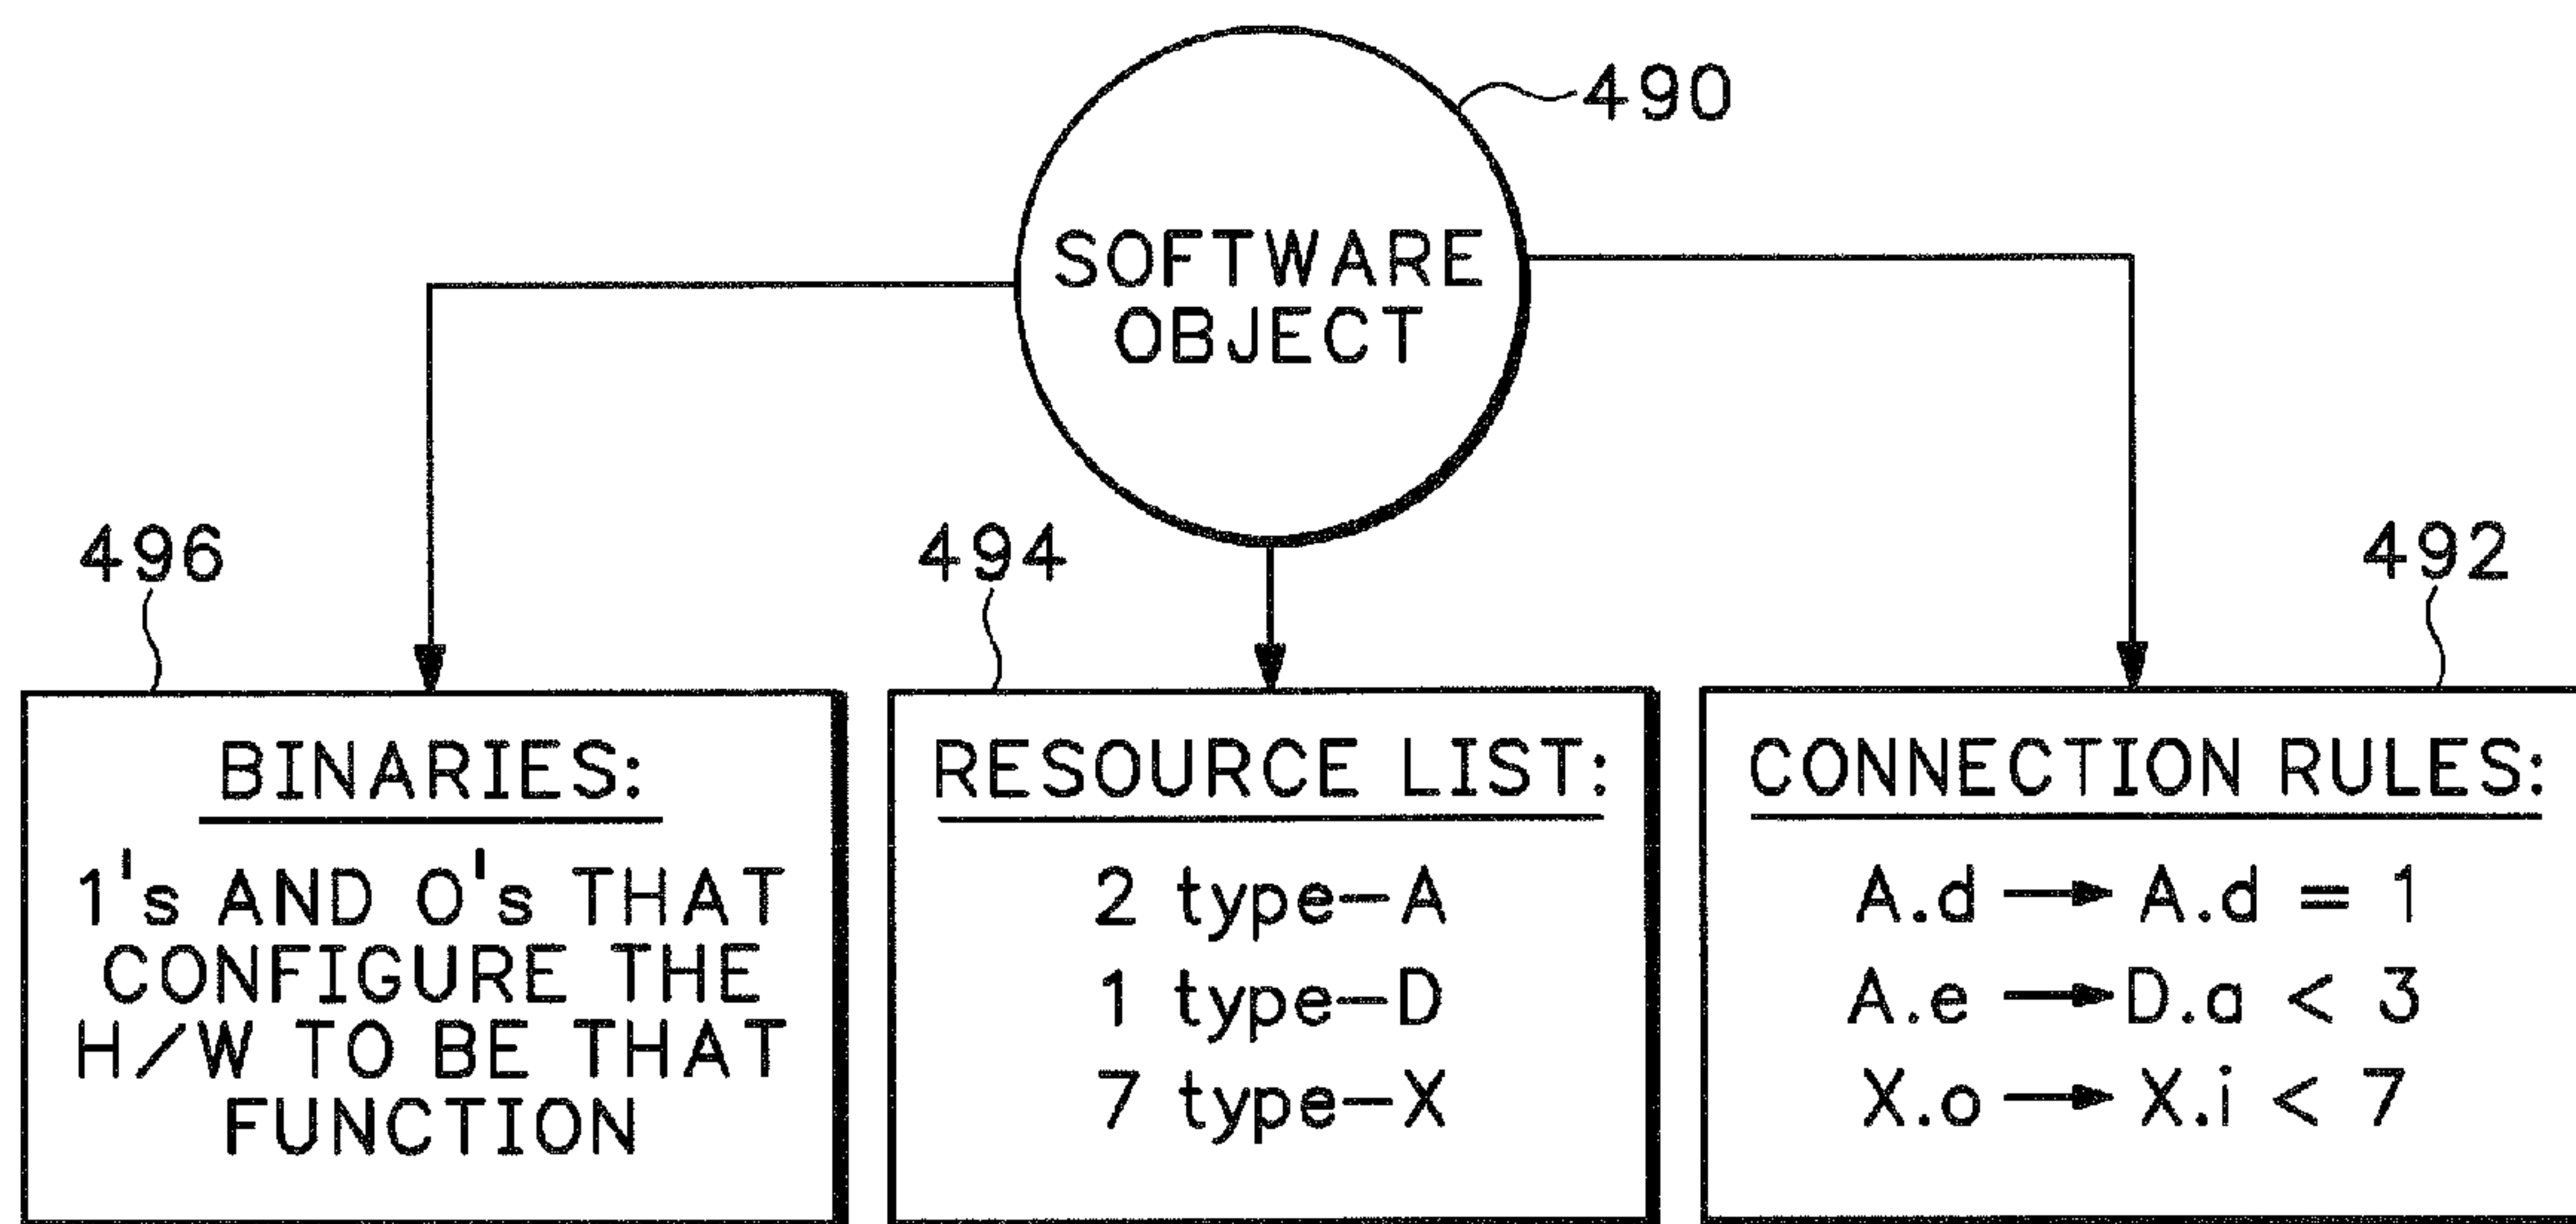 490
SOFTWARE
OBJECT
496
494
492
BINARIES:
1's AND 0's THAT
CONFIGURE THE
H/W TO BE THAT
FUNCTION
RESOURCE LIST:
2 type-A
1 type-D
7 type-X
CONNECTION RULES:
A.d → A.d = 1
A.e → D.a < 3
X.o → X.i < 7